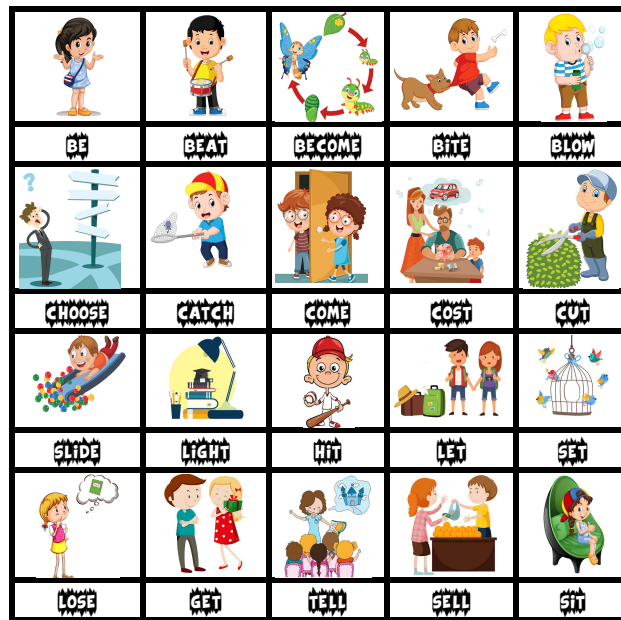 BE BEAT BECOME BITE BLOW
?
CHOOSE CATCH COME COST CUT
SLIDE LIGHT HIT LET SET
LOSE GET TELL SELL SIT